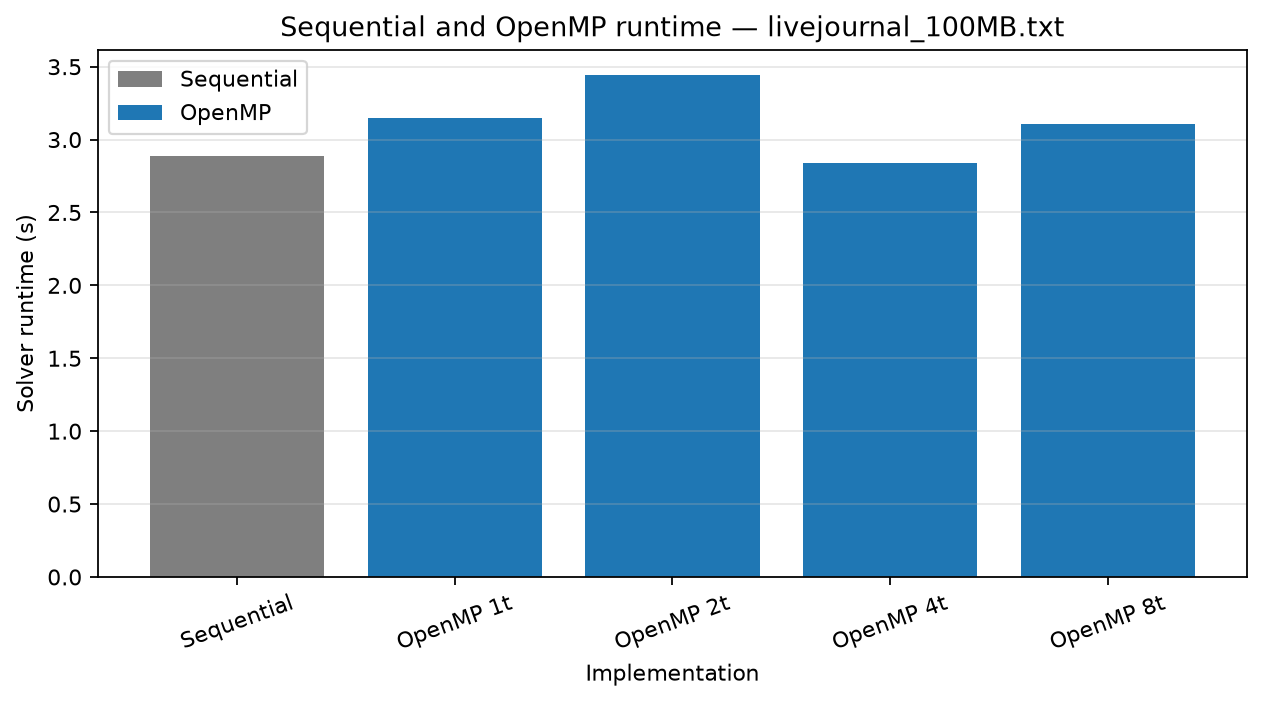 Sequential and OpenMP runtime — livejournal_100MB.txt
Sequential
OpenMP
Solver runtime (s)
3.5
3.0
2.5
2.0
1.5
1.0
0.5
0.0
Sequential
OpenMP 1t
OpenMP 2t
OpenMP 4t
OpenMP 8t
Implementation